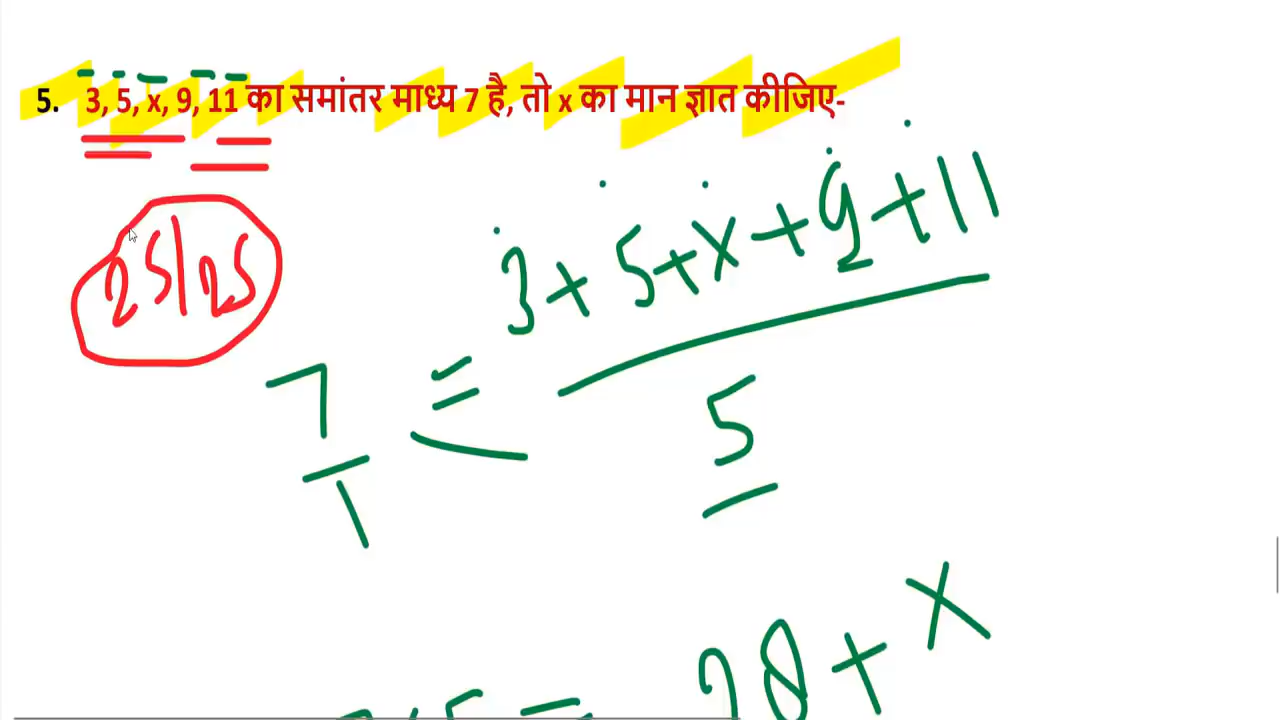 5. 3, 5, x, 9, 11 का समांतर माध्य 7 है, तो x का मान ज्ञात कीजिए-
25/25
3+5+x+9+11
7 =
1
5
28+x